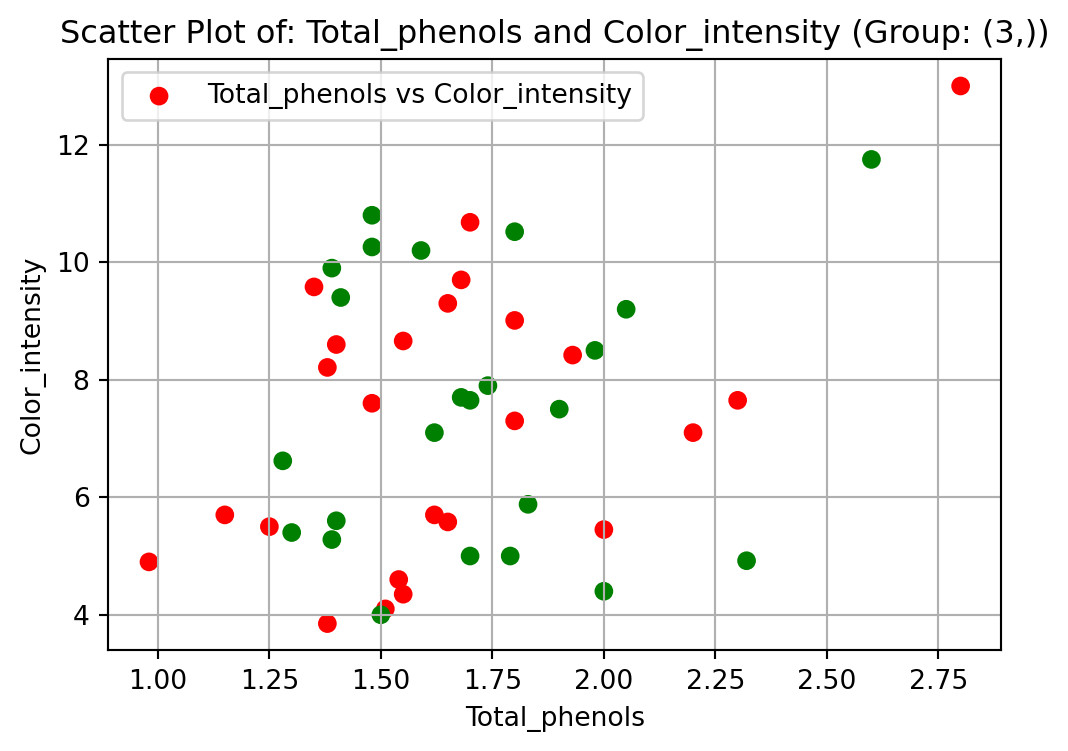 Scatter Plot of: Total_phenols and Color_intensity (Group: (3,))
Total_phenols vs Color_intensity
12
10
8
6
4
Color_intensity
1.00 1.25 1.50 1.75 2.00 2.25 2.50 2.75
Total_phenols